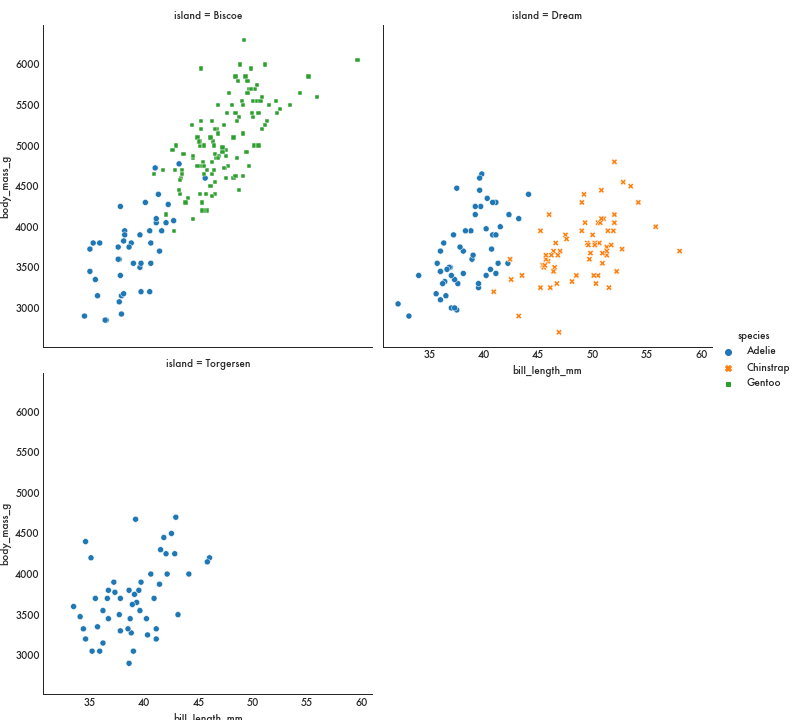 island = Biscoe
island = Dream
body_mass_g
6000
5500
5000
4500
4000
3500
3000
35 40 45 50 55 60
bill_length_mm
species
Adelie
Chinstrap
Gentoo
island = Torgersen
body_mass_g
6000
5500
5000
4500
4000
3500
3000
35 40 45 50 55 60
bill_length_mm